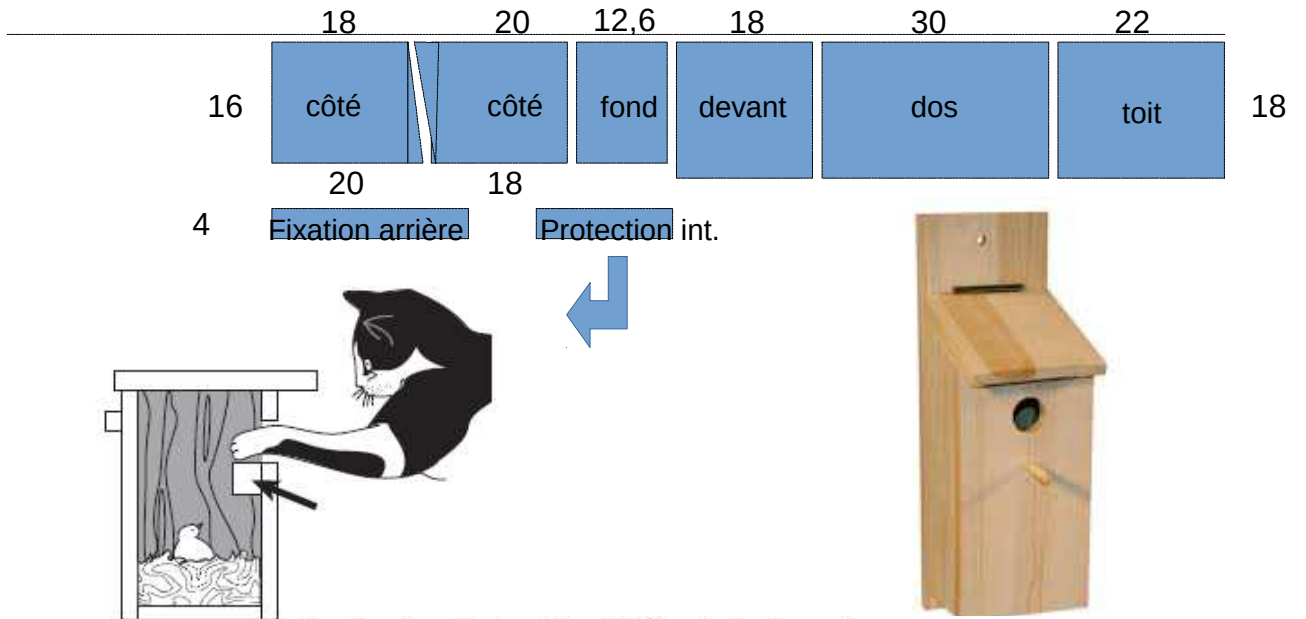 18 20 12,6 18 30 22
16 côté côté fond devant dos toit 18
20 18
4 Fixation arrière Protection int.